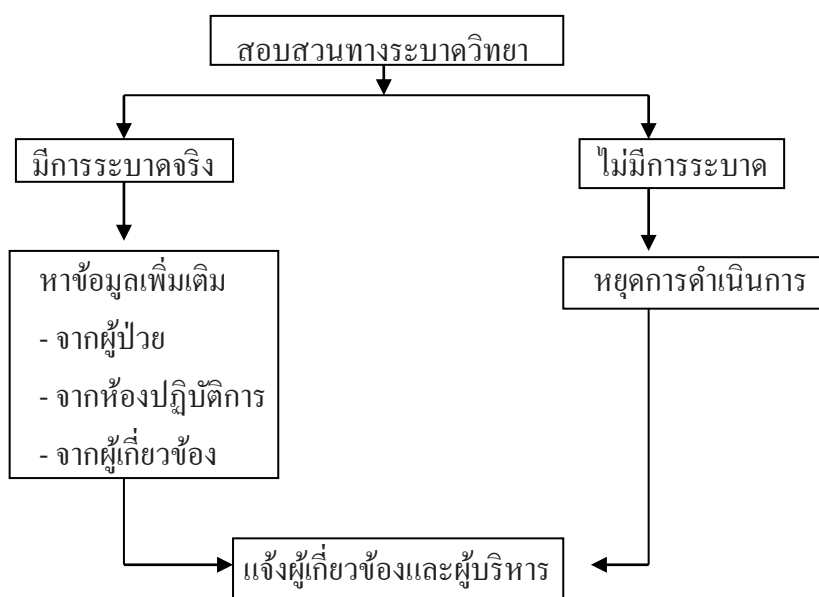 สอบสวนทางระบาดวิทยา
มีการระบาดจริง
ไม่มีการระบาด
หาข้อมูลเพิ่มเติม
- จากผู้ป่วย
- จากห้องปฏิบัติการ
- จากผู้เกี่ยวข้อง
หยุดการดำเนินการ
แจ้งผู้เกี่ยวข้องและผู้บริหาร